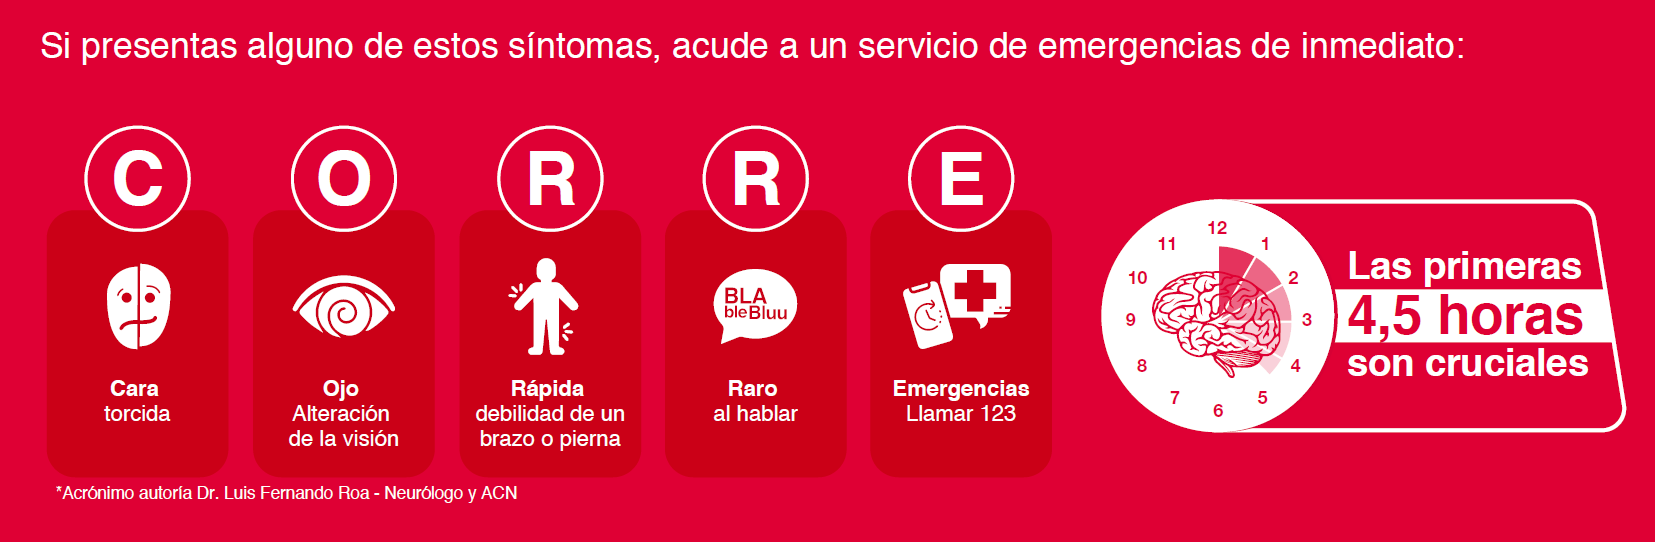 Si presentas alguno de estos síntomas, acude a un servicio de emergencias de inmediato:
C
O
R
R
E
Cara
torcida
Ojo
Alteración
de la visión
Rápida
debilidad de un
brazo o pierna
BLA
bleBluu
Raro
al hablar
Emergencias
Llamar 123
12
1
2
3
4
5
6
7
8
9
10
11
Las primeras
4,5 horas
son cruciales
*Acrónimo autoría Dr. Luis Fernando Roa - Neurólogo y ACN